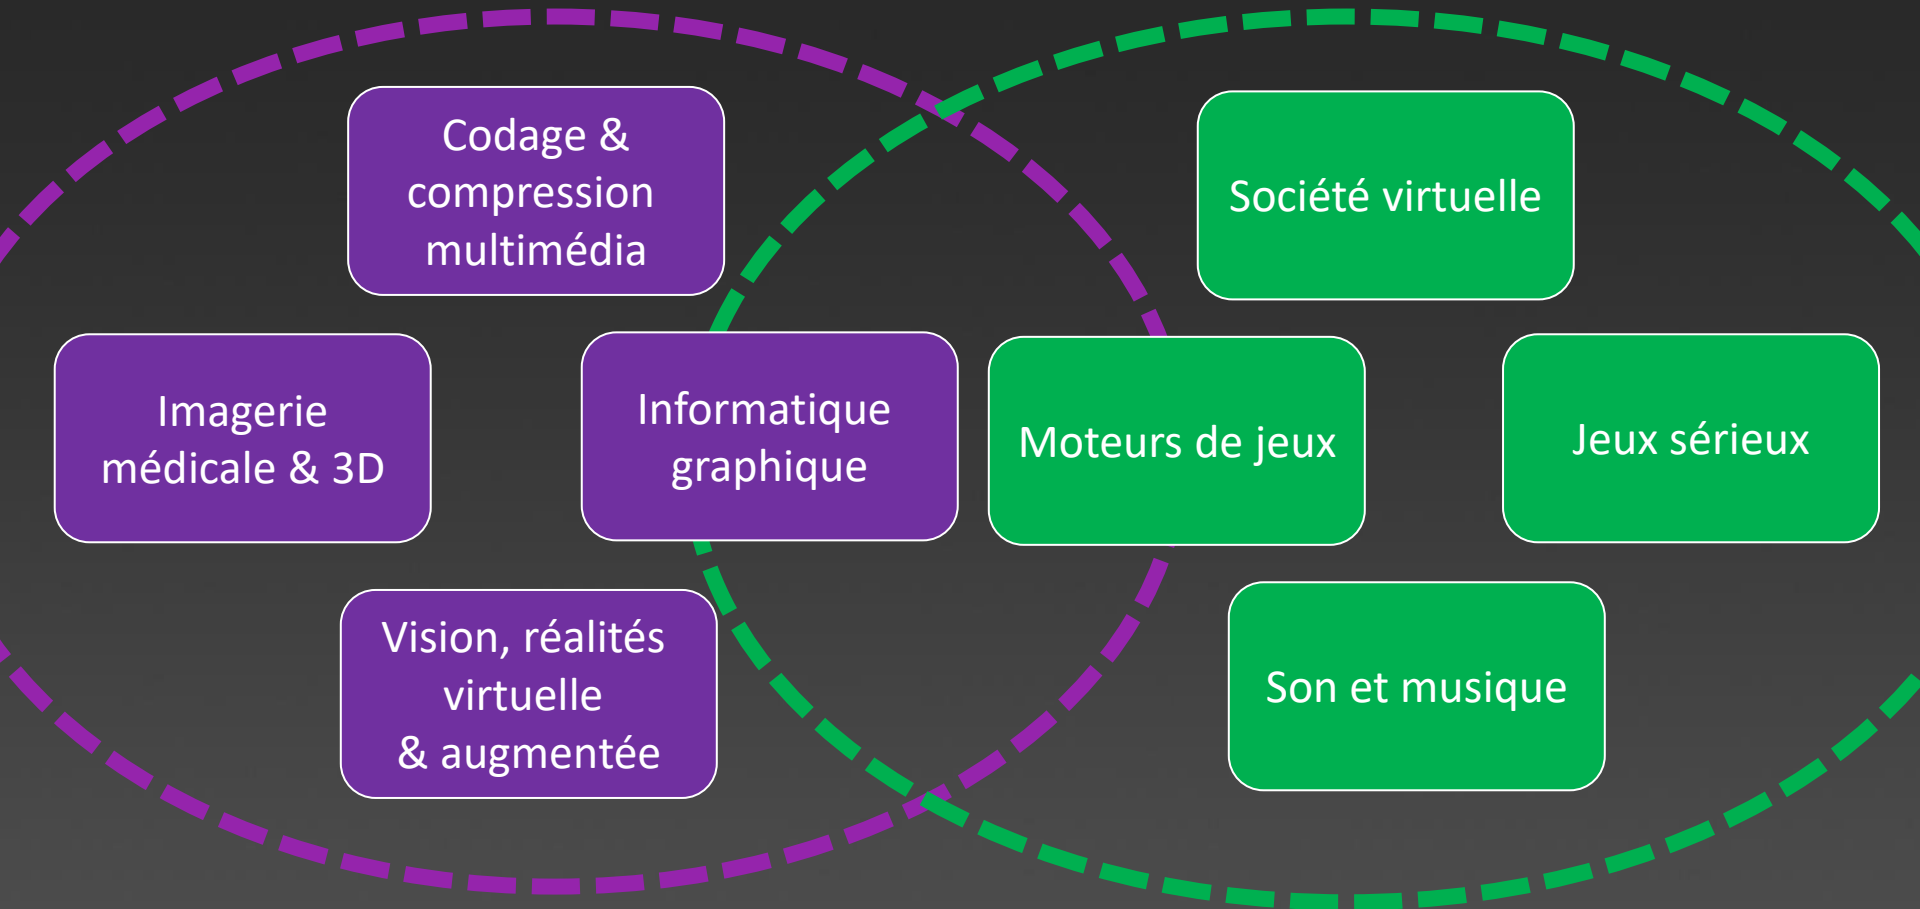 Codage &
compression
multimédia
Société virtuelle
Imagerie
médicale & 3D
Informatique
graphique
Moteurs de jeux
Jeux sérieux
Vision, réalités
virtuelle
& augmentée
Son et musique